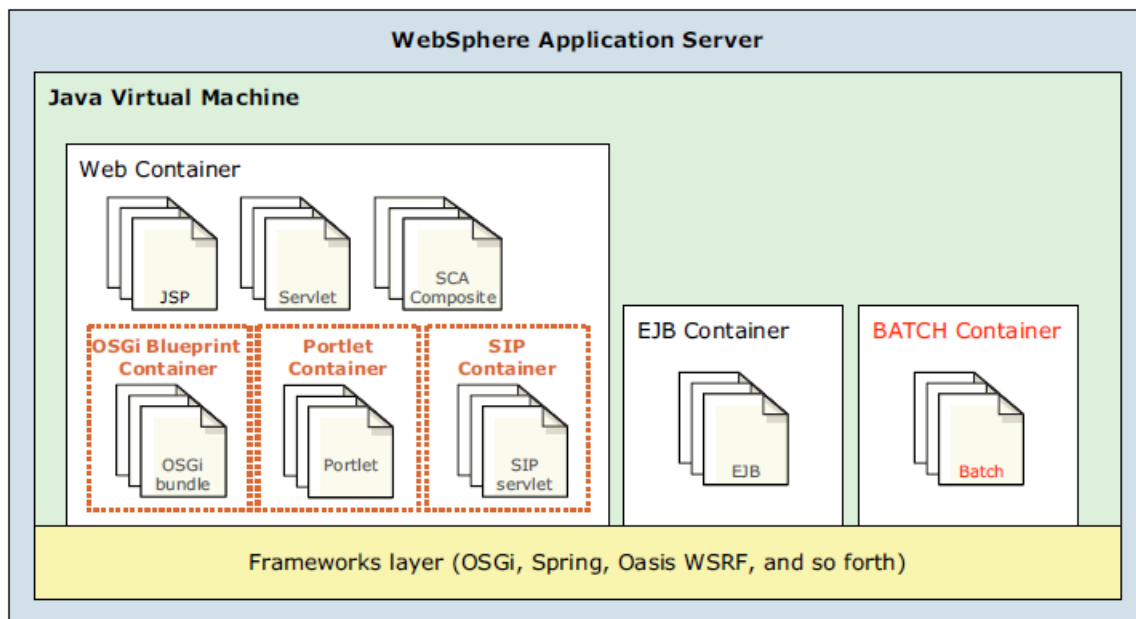 WebSphere Application Server
Java Virtual Machine
Web Container
JSP
Servlet
SCA
Composite
OSGi Blueprint
Container
OSGi
bundle
Portlet
Container
Portlet
SIP
Container
SIP
servlet
EJB Container
EJB
BATCH Container
Batch
Frameworks layer (OSGi, Spring, Oasis WSRF, and so forth)